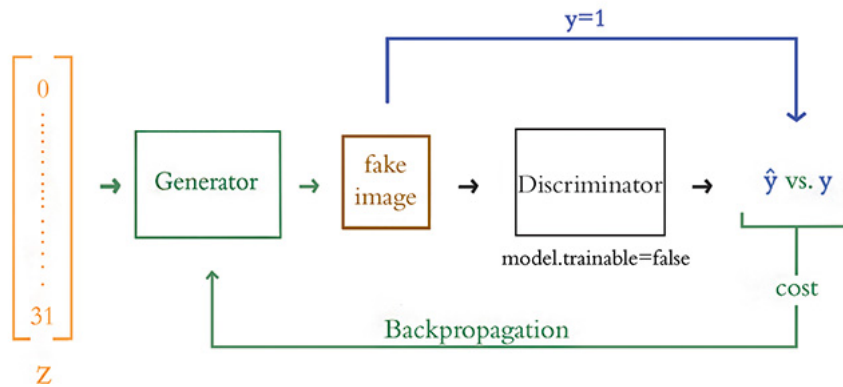 y=1
0
31
z
Generator
fake
image
Discriminator
model.trainable=false
ŷ vs. y
cost
Backpropagation